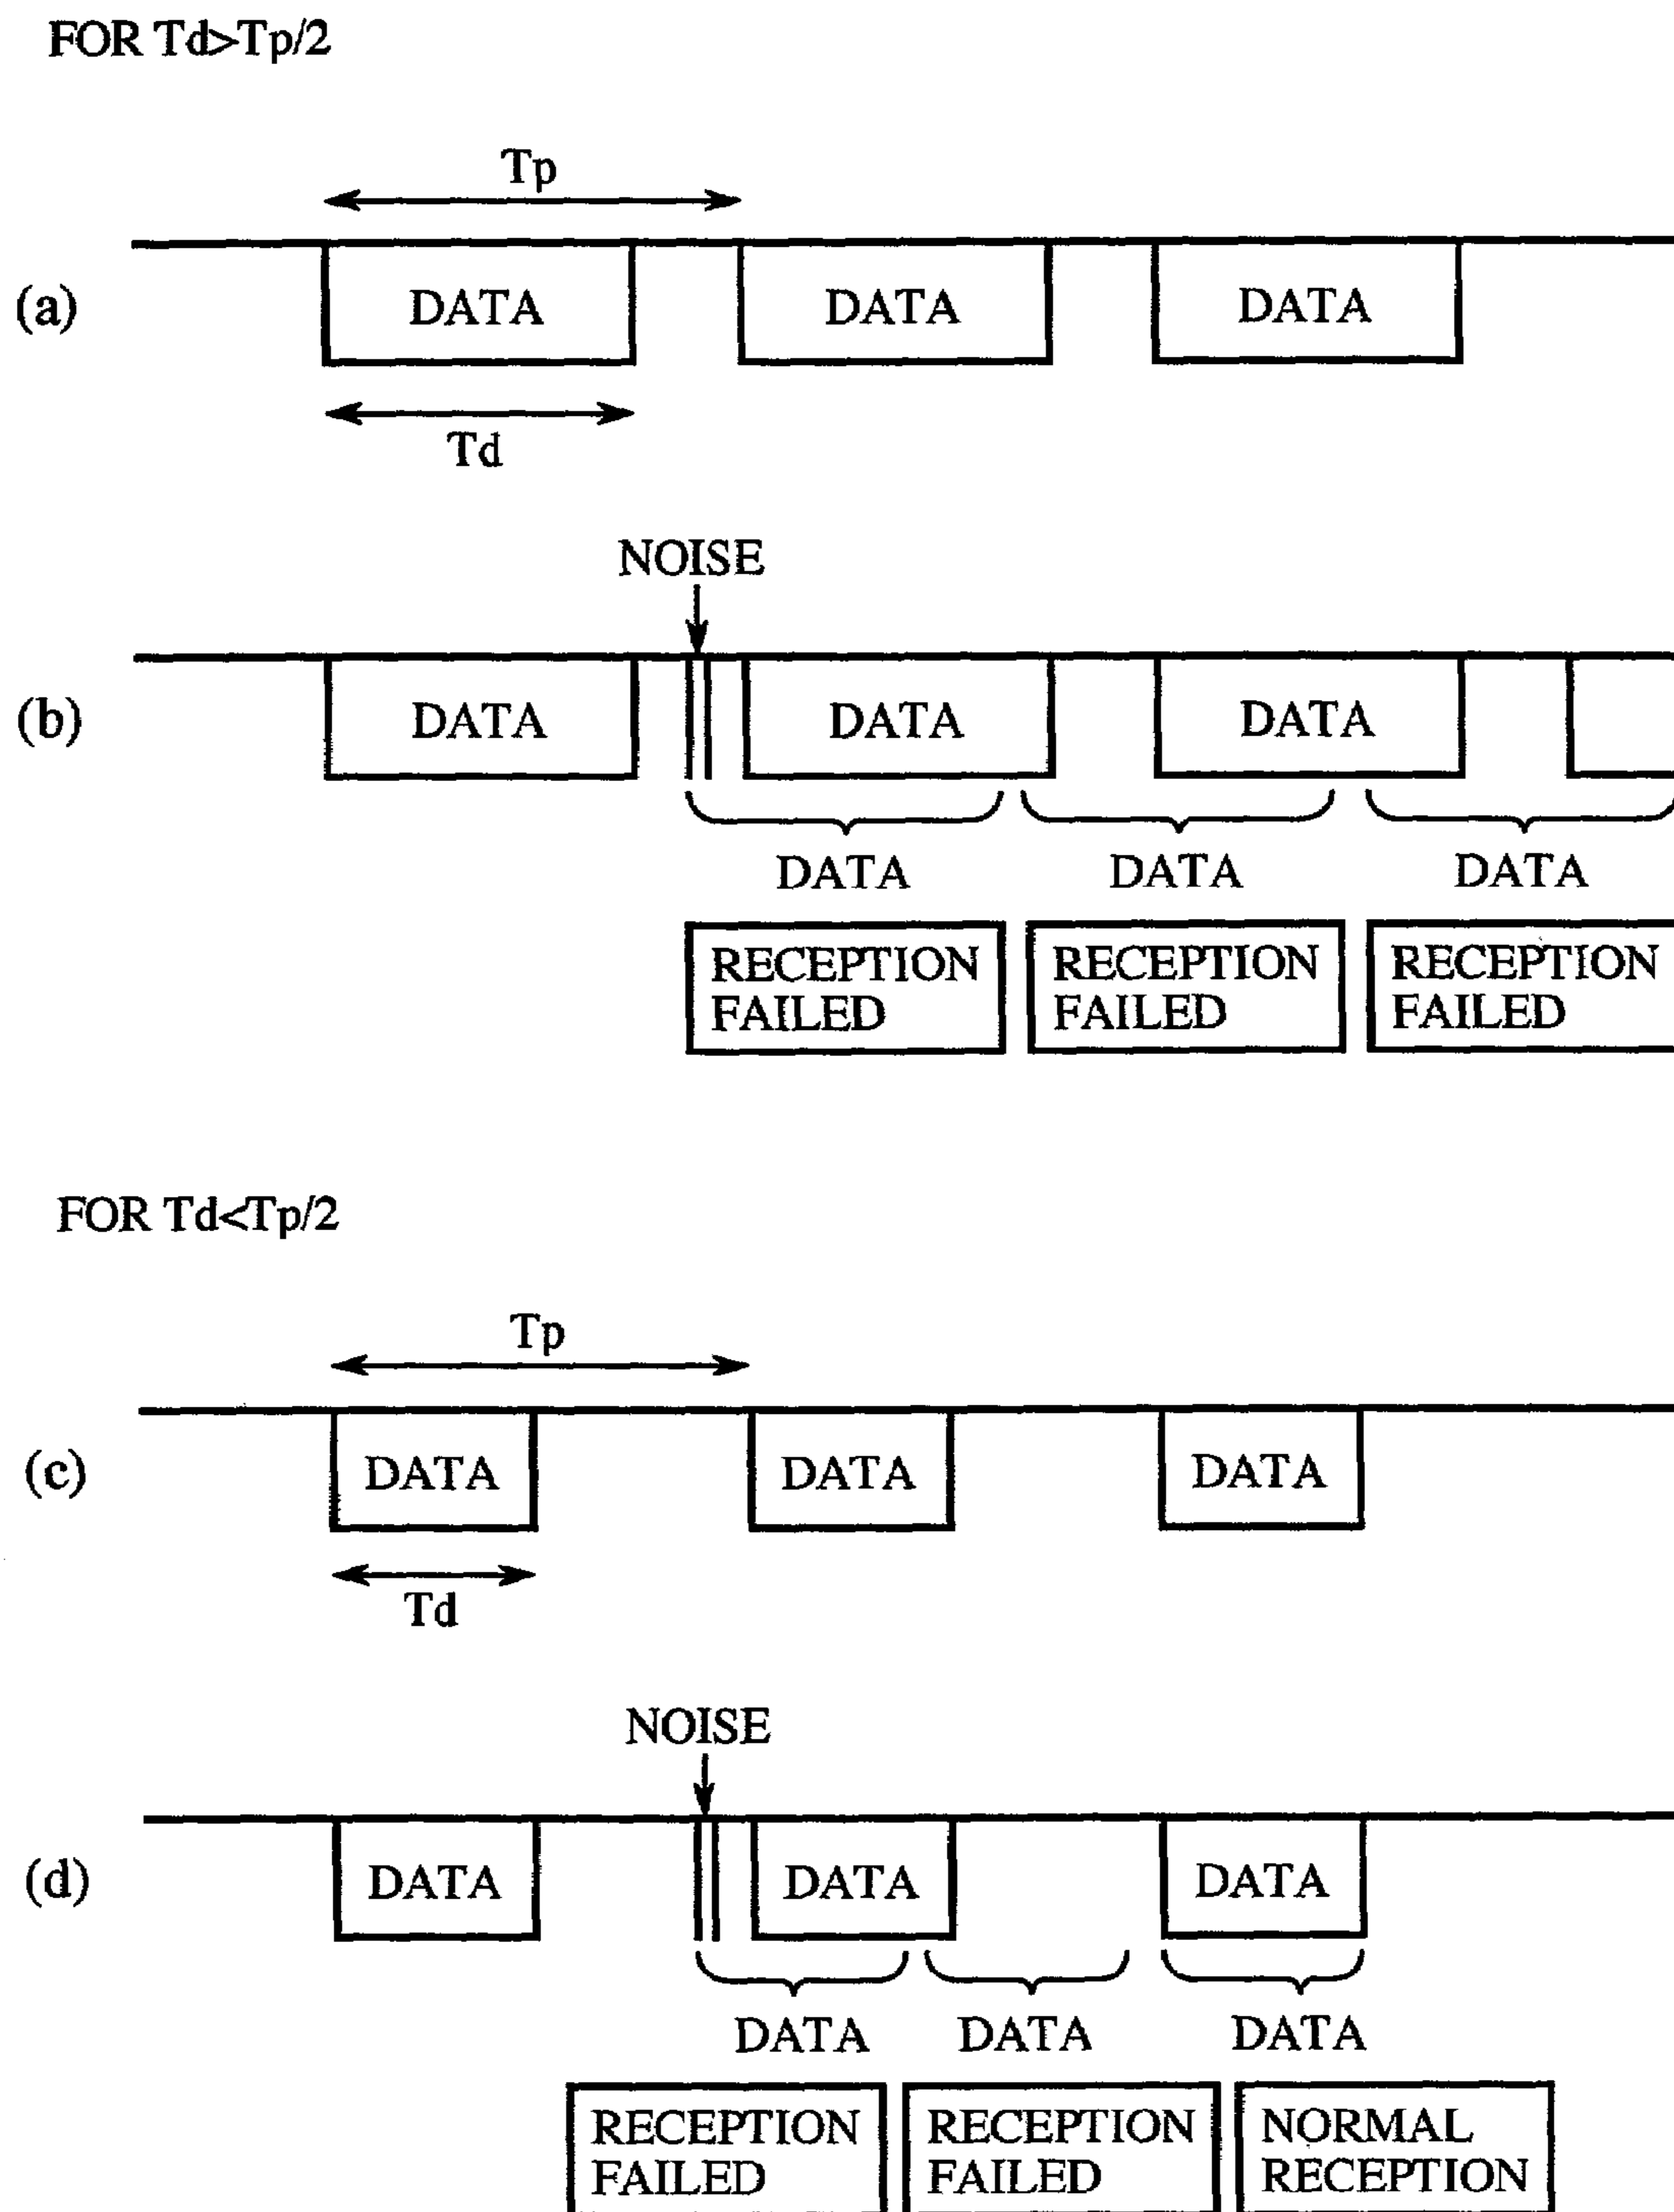 FOR Td>Tp/2
Tp
(a)
DATA
DATA
DATA
Td
NOISE
(b)
DATA
DATA
DATA
DATA
DATA
DATA
RECEPTION
FAILED
RECEPTION
FAILED
RECEPTION
FAILED
FOR Td<Tp/2
Tp
(c)
DATA
DATA
DATA
Td
NOISE
(d)
DATA
DATA
DATA
DATA
DATA
DATA
RECEPTION
FAILED
RECEPTION
FAILED
NORMAL
RECEPTION